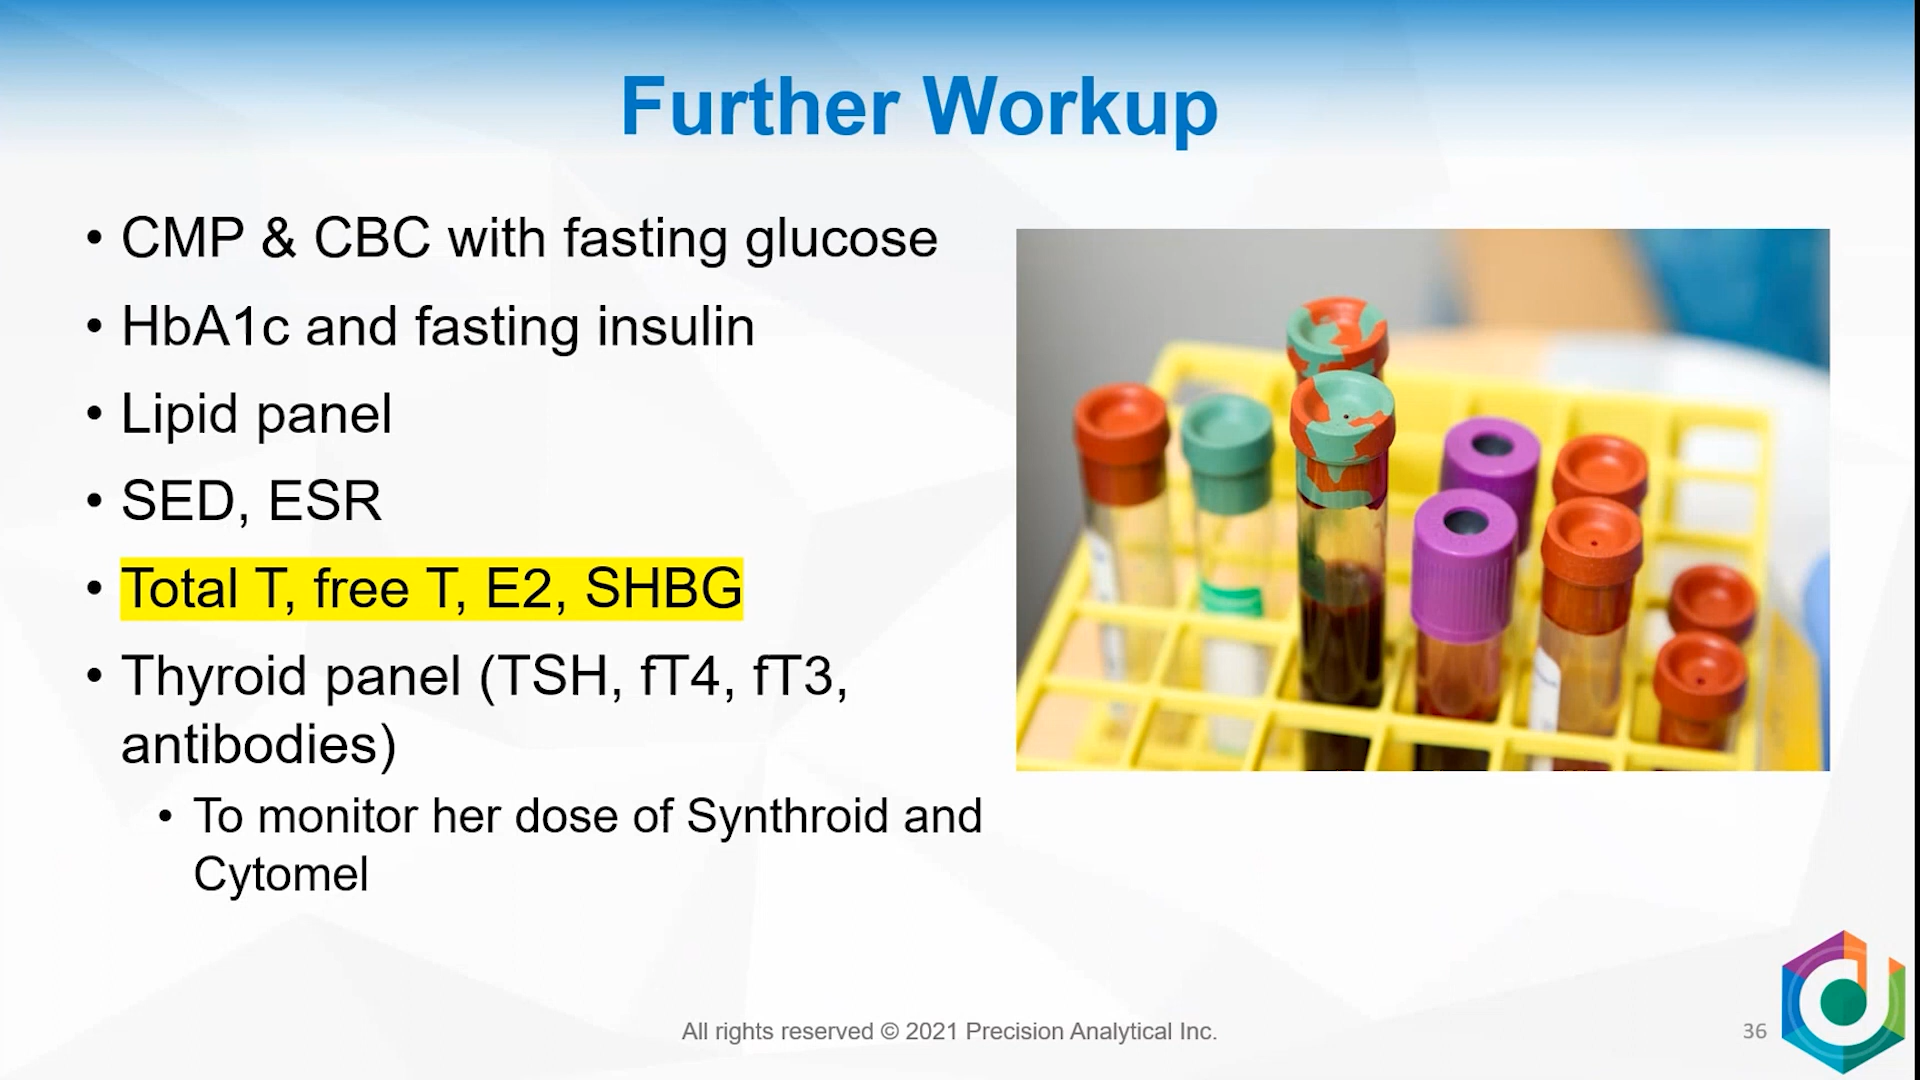 Further Workup
• CMP & CBC with fasting glucose
• HbA1c and fasting insulin
• Lipid panel
• SED, ESR
• Total T, free T, E2, SHBG
• Thyroid panel (TSH, fT4, fT3,
antibodies)
• To monitor her dose of Synthroid and
Cytomel
All rights reserved © 2021 Precision Analytical Inc.
36